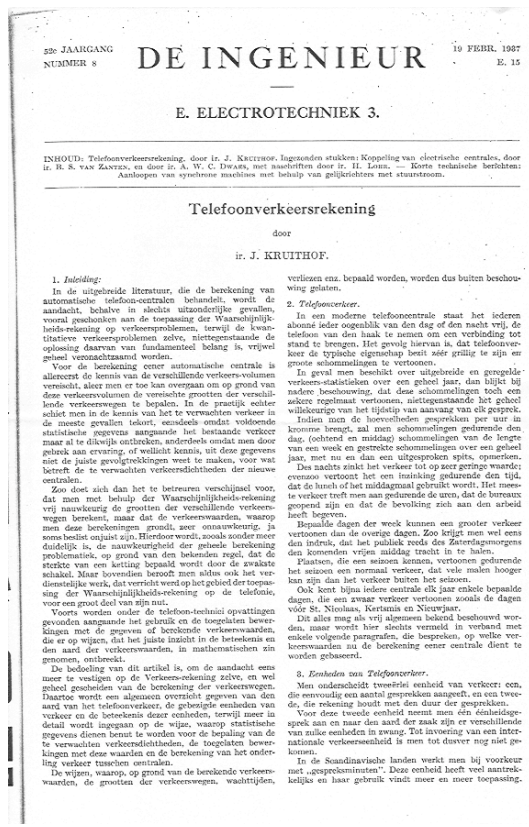 52e JAARGANG
NUMMER 8
DE INGENIEUR
19 FEBR. 1937
E. 15
E. ELECTROTECHNIEK 3.
INHOUD: Telefoonverkeersrekening, door ir. J. KRUITHOF. Ingezonden stukken: Koppeling van electrische centrales, door
ir. B. S. VAN ZANTEN, en door ir. A. W. C. DWARS, met naschriften door ir. H. LOHR. — Korte technische berichten:
Aanloopen van synchrone machines met behulp van gelijkrichters met stuurstroom.
Telefoonverkeersrekening
door
ir. J. KRUITHOF.
1. Inleiding:
In de uitgebreide literatuur, die de berekening van
automatische telefoon-centralen behandelt, wordt de
aandacht, behalve in slechts uitzonderlijke gevallen,
vooral geschonken aan de toepassing der Waarschijnlijk-
heids-rekening op verkeersproblemen, terwijl de kwan-
titatieve verkeersproblemen zelve, niettegenstaande de
oplossing daarvan van fundamenteel belang is, vrijwel
geheel veronachtzaamd worden.
Voor de berekening eener automatische centrale is
allereerst de kennis van de verschillende verkeers-volumen
vereischt, aleer men er toe kan overgaan om op grond van
deze verkeersvolumen de vereischte grootten der verschil-
lende verkeerswegen te bepalen. In de practijk echter
schiet men in de kennis van het te verwachten verkeer in
de meeste gevallen tekort, eensdeels omdat voldoende
statistische gegevens aangaande het bestaande verkeer
maar al te dikwijls ontbreken, anderdeels omdat men door
gebrek aan ervaring, of wellicht kennis, uit deze gegevens
niet de juiste gevolgtrekkingen weet te maken, voor wat
betreft de te verwachten verkeersdichtheden der nieuwe
centralen.
Zoo doet zich dan het te betreuren verschijnsel voor,
dat men met behulp der Waarschijnlijkheids-rekening
vrij nauwkeurig de grootten der verschillende verkeers-
wegen berekent, maar dat de verkeerswaarden, waarop
men deze berekeningen grondt, zeer onnauwkeurig, ja
soms beslist onjuist zijn. Hierdoor wordt, zooals zonder meer
duidelijk is, de nauwkeurigheid der geheele berekening
problematiek, op grond van den bekenden regel, dat de
sterkte van een ketting bepaald wordt door de zwakste
schakel. Maar bovendien berooft men aldus ook het ver-
dienstelijk werk, dat verricht werd op het gebied der toepas-
sing der Waarschijnlijkheids-rekening op de telefonie,
voor een groot deel van zijn nut.
Voorts worden onder de telefoon-technici opvattingen
gevonden aangaande het gebruik en de toegelaten bewer-
kingen met de gegeven of berekende verkeerswaarden,
die er op wijzen, dat het juiste inzicht in de beteekenis en
den aard der verkeerswaarden, in mathematischen zin
genomen, ontbreekt.
De bedoeling van dit artikel is, om de aandacht eens
meer te vestigen op de Verkeers-rekening zelve, en wel
geheel gescheiden van de berekening der verkeerswegen.
Daartoe wordt een algemeen overzicht gegeven van den
aard van het telefoonverkeer, de gebezigde eenheden van
verkeer en de beteekenis dezer eenheden, terwijl meer in
detail wordt ingegaan op de wijze, waarop statistische
gegevens dienen benut te worden voor de bepaling van de
te verwachten verkeersdichtheden, de toegelaten bewer-
kingen met deze waarden en de berekening van het onder-
ling verkeer tusschen centralen.
De wijzen, waarop, op grond van de berekende verkeers-
waarden, de grootten der verkeerswegen, wachttijden,
verliezen enz. bepaald worden, worden dus buiten beschou-
wing gelaten.
2. Telefoonverkeer.
In een moderne telefooncentrale staat het iederen
abonné ieder oogenblik van den dag of den nacht vrij, de
telefoon van den haak te nemen om een verbinding tot
stand te brengen. Het gevolg hiervan is, dat telefoonver-
keer de typische eigenschap bezit zéér grillig te zijn en
groote schommelingen te vertoonen.
In geval men beschikt over uitgebreide en geregelde
verkeers-statistieken over een geheel jaar, dan blijkt bij
nadere beschouwing, dat deze schommelingen toch een
zekere regelmaat vertoonen, niettegenstaande het geheel
willekeurige van het tijdstip van aanvang van elk gesprek.
Indien men de hoeveelheden gesprekken per uur in
kromme brengt, zal men schommelingen gedurende den
dag, (ochtend en middag) schommelingen van de lengte
van een week en gestrekte schommelingen over een geheel
jaar, met nu en dan een uitgesproken spits, opmerken.
Des nachts zinkt het verkeer tot op zeer geringe waarde;
evenzoo vertoont het een inzinking gedurende den tijd,
dat de lunch of het middagmaal gebruikt wordt. Het mees-
te verkeer treft men aan gedurende de uren, dat de bureaux
geopend zijn en dat de bevolking zich aan den arbeid
heeft begeven.
Bepaalde dagen der week kunnen een grooter verkeer
vertoonen dan de overige dagen. Zoo krijgt men wel eens
den indruk, dat het publiek reeds des Zaterdagsmorgens
den komenden vrijen middag tracht in te halen.
Plaatsen, die een seizoen kennen, vertoonen gedurende
het seizoen een normaal verkeer, dat vele malen hooger
kan zijn dan het verkeer buiten het seizoen.
Ook kent bijna iedere centrale elk jaar enkele bepaalde
dagen, die een zwaar verkeer vertoonen zooals de dagen
vóór St. Nicolaas, Kerstmis en Nieuwjaar.
Dit alles mag als vrij algemeen bekend beschouwd wor-
den, maar wordt hier slechts vermeld in verband met
enkele volgende paragrafen, die bespreken, op welke ver-
keerswaarden nu de berekening eener centrale dient te
worden gebaseerd.
3. Eenheden van Telefoonverkeer.
Men onderscheidt tweeërlei eenheid van verkeer: een,
die eenvoudig een aantal gesprekken aangeeft, en een twee-
de, die rekening houdt met den duur der gesprekken.
Voor deze tweede eenheid neemt men één éénheidsge-
sprek aan en naar den aard der zaak zijn er verschillende
van zulke eenheden in zwang. Tot invoering van een inter-
nationale verkeerseenheid is men tot dusver nog niet ge-
komen.
In de Scandinavische landen werkt men bij voorkeur
met „gespreksminuten”. Deze eenheid heeft veel aantrek-
kelijks en haar gebruik vindt meer en meer toepassing.